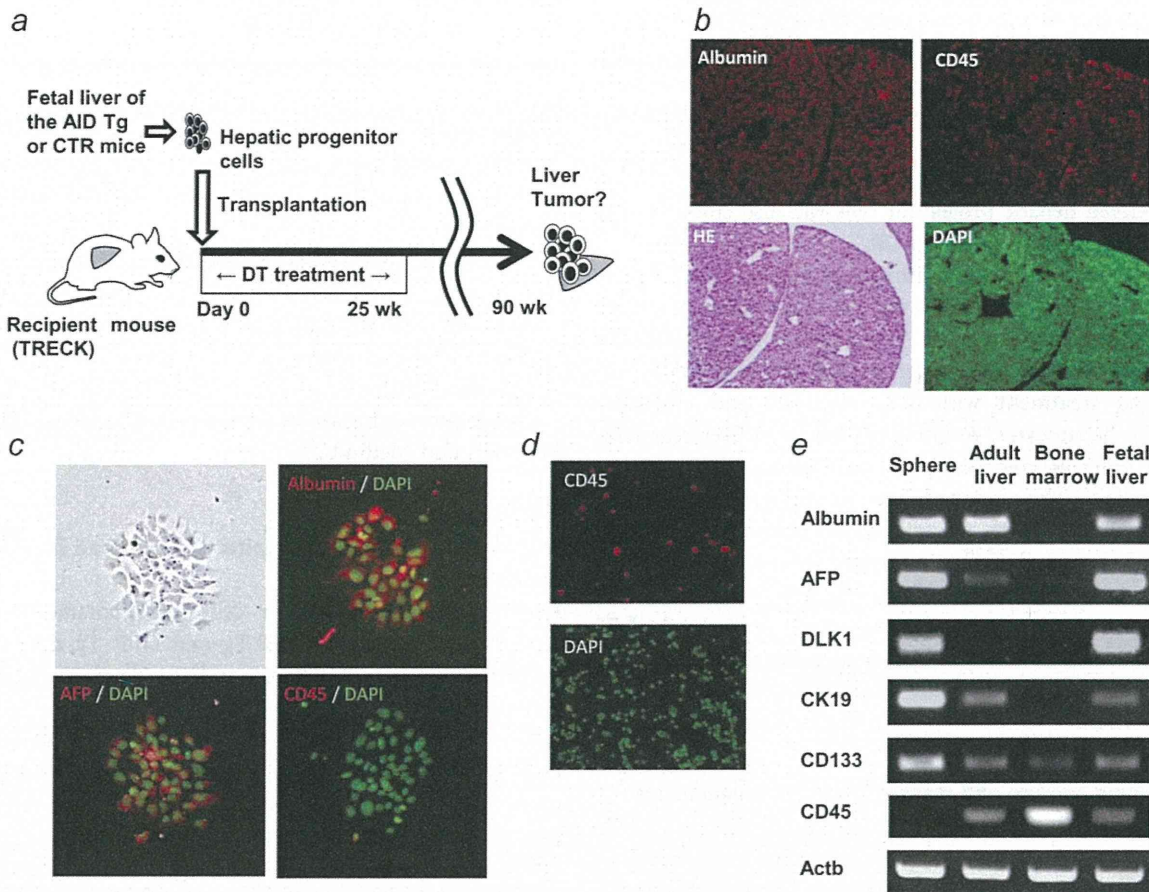 a
Fetal liver of
the AID Tg
or CTR mice
Hepatic progenitor
cells
Transplantation
Liver
Tumor?
← DT treatment →
Day 0
25 wk
90 wk
Recipient mouse
(TRECK)
b
Albumin
CD45
HE
DAPI
c
Albumin / DAPI
AFP / DAPI
CD45 / DAPI
d
CD45
DAPI
e
Sphere
Adult
liver
Bone
marrow
Fetal
liver
Albumin
AFP
DLK1
CK19
CD133
CD45
Actb